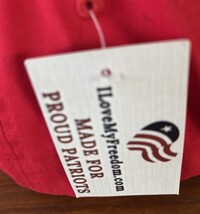 ILoveMyFreedom.com
MADE FOR
PROUD PATRIOTS